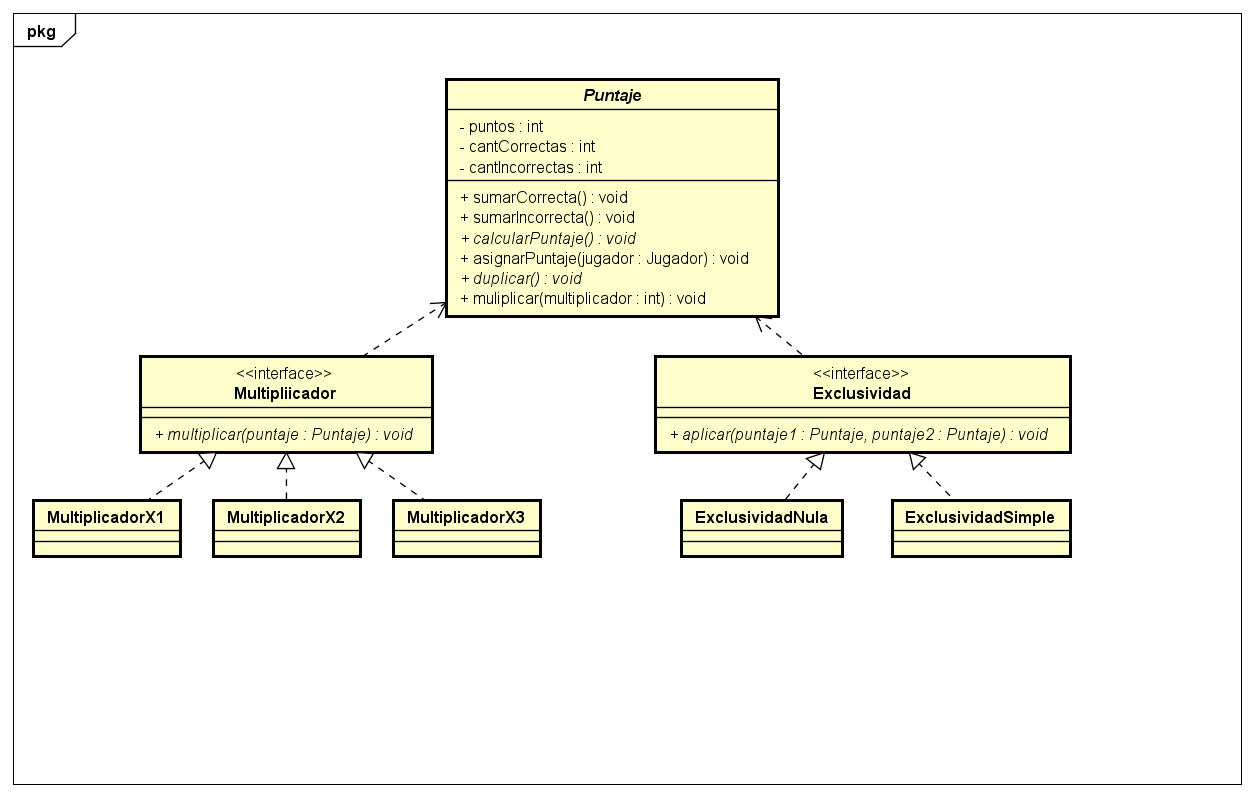 pkg
Puntaje
- puntos : int
- cantCorrectas : int
- cantIncorrectas : int
+ sumarCorrecta() : void
+ sumarIncorrecta() : void
+ calcularPuntaje() : void
+ asignarPuntaje(jugador : Jugador) : void
+ duplicar() : void
+ muliplicar(multiplicador : int) : void
<<interface>>
Multipliicador
+ multiplicar(puntaje : Puntaje) : void
<<interface>>
Exclusividad
+ aplicar(puntaje1 : Puntaje, puntaje2 : Puntaje) : void
MultiplicadorX1
MultiplicadorX2
MultiplicadorX3
ExclusividadNula
ExclusividadSimple